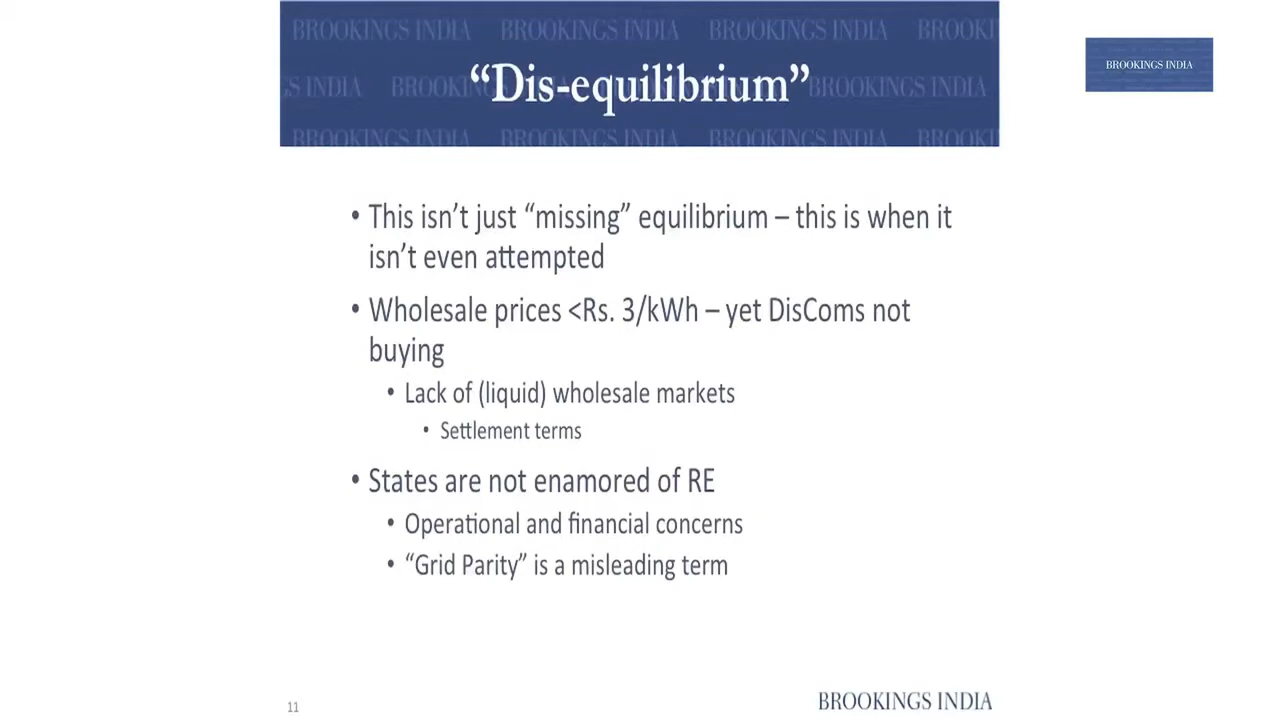 BROOKINGS INDIA BROOKINGS INDIA BROOKINGS INDIA BROOKI
“Dis-equilibrium”
S INDIA BROOKINGS INDIA
BROOKINGS INDIA BROOKINGS INDIA BROOKINGS INDIA BROOKI
BROOKINGS INDIA
• This isn’t just “missing” equilibrium – this is when it
isn’t even attempted
• Wholesale prices <Rs. 3/kWh – yet DisComs not
buying
• Lack of (liquid) wholesale markets
• Settlement terms
• States are not enamored of RE
• Operational and financial concerns
• “Grid Parity” is a misleading term
11
BROOKINGS INDIA